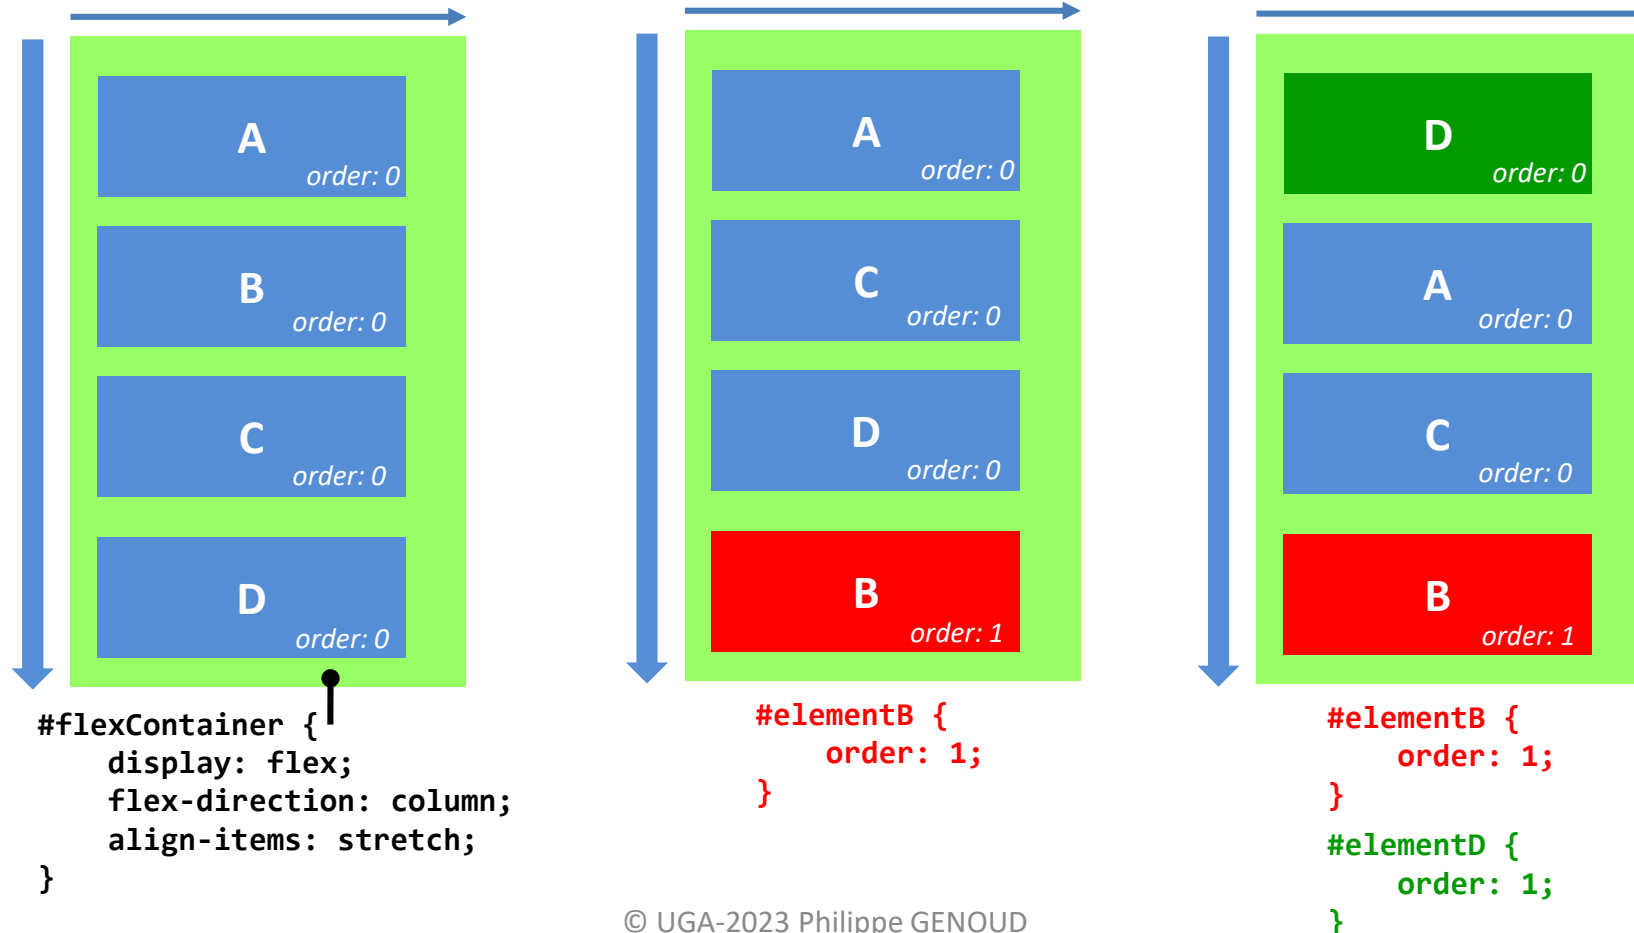 A
order: 0
B
order: 0
C
order: 0
D
order: 0
#flexContainer {
display: flex;
flex-direction: column;
align-items: stretch;
}
A
order: 0
C
order: 0
D
order: 0
B
order: 1
#elementB {
order: 1;
}
D
order: 0
A
order: 0
C
order: 0
B
order: 1
#elementB {
order: 1;
}
#elementD {
order: 1;
}
© UGA-2023 Philippe GENOUD